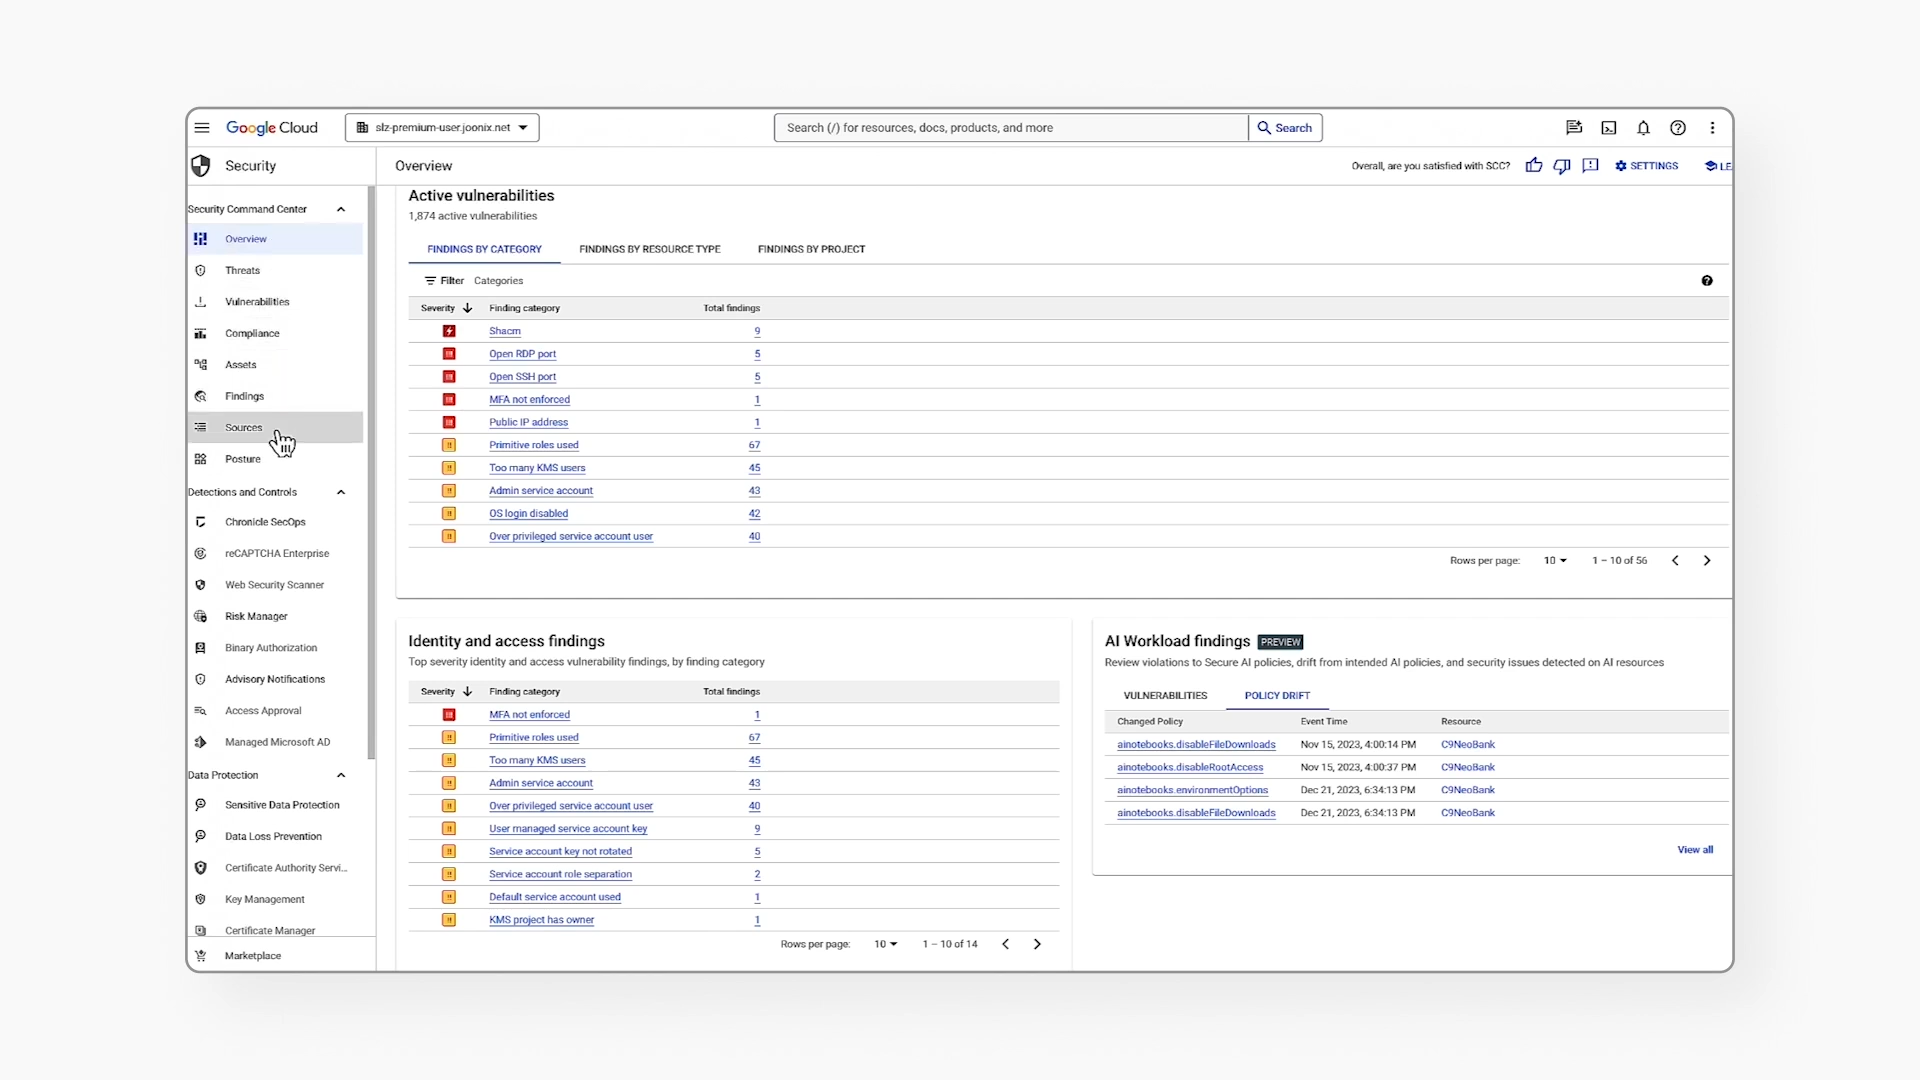 Google Cloud
slz-premium-user.joonix.net
Search (/) for resources, docs, products, and more
Search
Security
Overview
Overall, are you satisfied with SCC?
SETTINGS
LE
Security Command Center
Overview
Threats
Vulnerabilities
Compliance
Assets
Findings
Sources
Posture
Detections and Controls
Chronicle SecOps
reCAPTCHA Enterprise
Web Security Scanner
Risk Manager
Binary Authorization
Advisory Notifications
Access Approval
Managed Microsoft AD
Data Protection
Sensitive Data Protection
Data Loss Prevention
Certificate Authority Servi...
Key Management
Certificate Manager
Marketplace
Active vulnerabilities
1,874 active vulnerabilities
FINDINGS BY CATEGORY FINDINGS BY RESOURCE TYPE FINDINGS BY PROJECT
Filter Categories
Severity Finding category Total findings
Shacm 9
Open RDP port 5
Open SSH port 5
MFA not enforced 1
Public IP address 1
Primitive roles used 67
Too many KMS users 45
Admin service account 43
OS login disabled 42
Over privileged service account user 40
Rows per page: 10 1 – 10 of 56
Identity and access findings
Top severity identity and access vulnerability findings, by finding category
Severity Finding category Total findings
MFA not enforced 1
Primitive roles used 67
Too many KMS users 45
Admin service account 43
Over privileged service account user 40
User managed service account key 9
Service account key not rotated 5
Service account role separation 2
Default service account used 1
KMS project has owner 1
Rows per page: 10 1 – 10 of 14
AI Workload findings PREVIEW
Review violations to Secure AI policies, drift from intended AI policies, and security issues detected on AI resources
VULNERABILITIES POLICY DRIFT
Changed Policy Event Time Resource
ainotebooks.disableFileDownloads Nov 15, 2023, 4:00:14 PM C9NeoBank
ainotebooks.disableRootAccess Nov 15, 2023, 4:00:37 PM C9NeoBank
ainotebooks.environmentOptions Dec 21, 2023, 6:34:13 PM C9NeoBank
ainotebooks.disableFileDownloads Dec 21, 2023, 6:34:13 PM C9NeoBank
View all